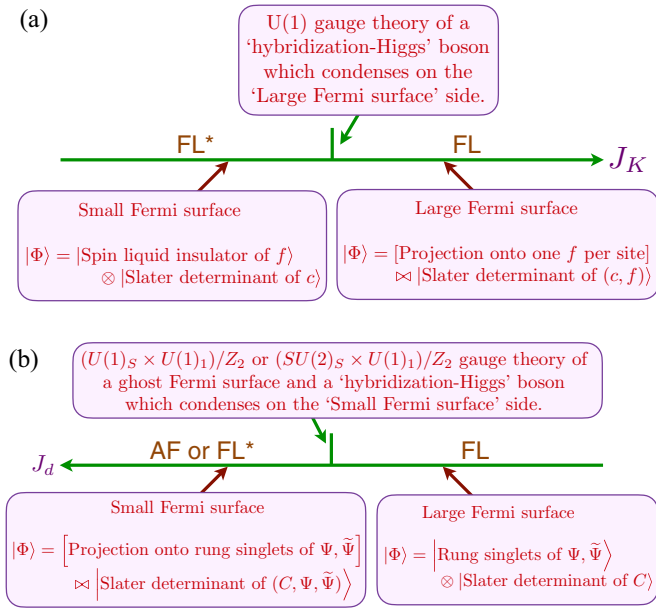 (a)
U(1) gauge theory of a
‘hybridization-Higgs’ boson
which condenses on the
‘Large Fermi surface’ side.
FL*
FL
J_K
Small Fermi surface
|Φ⟩ = |Spin liquid insulator of f⟩
⊗ |Slater determinant of c⟩
Large Fermi surface
|Φ⟩ = [Projection onto one f per site]
⋈ |Slater determinant of (c, f)⟩
(b)
(U(1)_S × U(1)_1)/Z_2 or (SU(2)_S × U(1)_1)/Z_2 gauge theory of
a ghost Fermi surface and a ‘hybridization-Higgs’ boson
which condenses on the ‘Small Fermi surface’ side.
J_d
AF or FL*
FL
Small Fermi surface
|Φ⟩ = [Projection onto rung singlets of Ψ, Ψ̃]
⋈ |Slater determinant of (C, Ψ, Ψ̃)⟩
Large Fermi surface
|Φ⟩ = |Rung singlets of Ψ, Ψ̃⟩
⊗ |Slater determinant of C⟩